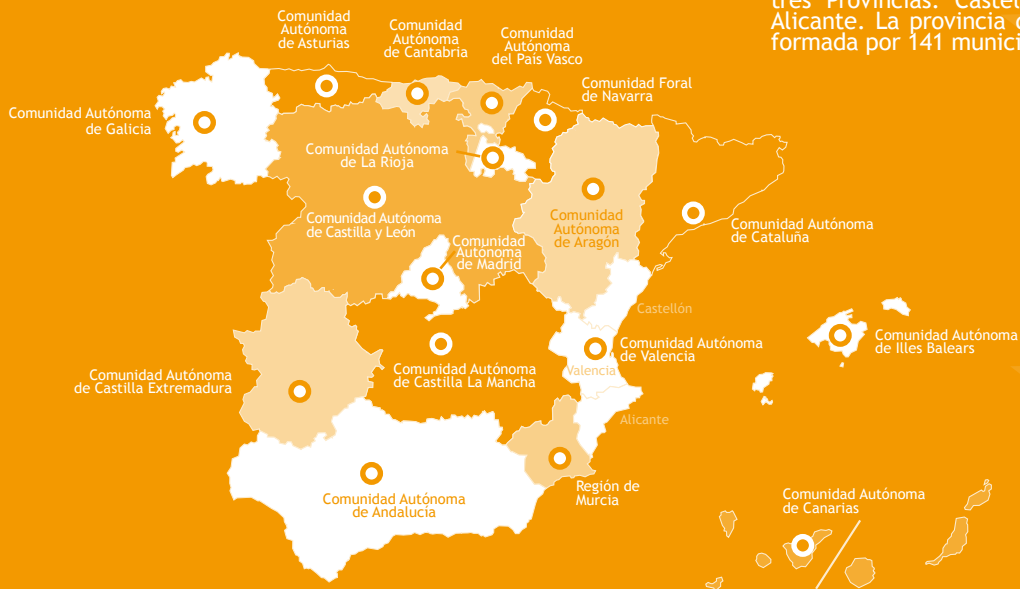 tres Provincias. Castel
Alicante. La provincia
formada por 141 munici
Comunidad
Autónoma
de Asturias
Comunidad
Autónoma
de Cantabria
Comunidad
Autónoma
del País Vasco
Comunidad Foral
de Navarra
Comunidad Autónoma
de Galicia
Comunidad Autónoma
de La Rioja
Comunidad Autónoma
de Castilla y León
Comunidad
Autónoma
de Aragón
Comunidad Autónoma
de Cataluña
Comunidad
Autónoma
de Madrid
Castellón
Comunidad Autónoma
de Valencia
Valencia
Comunidad Autónoma
de Illes Balears
Comunidad Autónoma
de Castilla La Mancha
Comunidad Autónoma
de Castilla Extremadura
Alicante
Comunidad Autónoma
de Andalucía
Región de
Murcia
Comunidad Autónoma
de Canarias